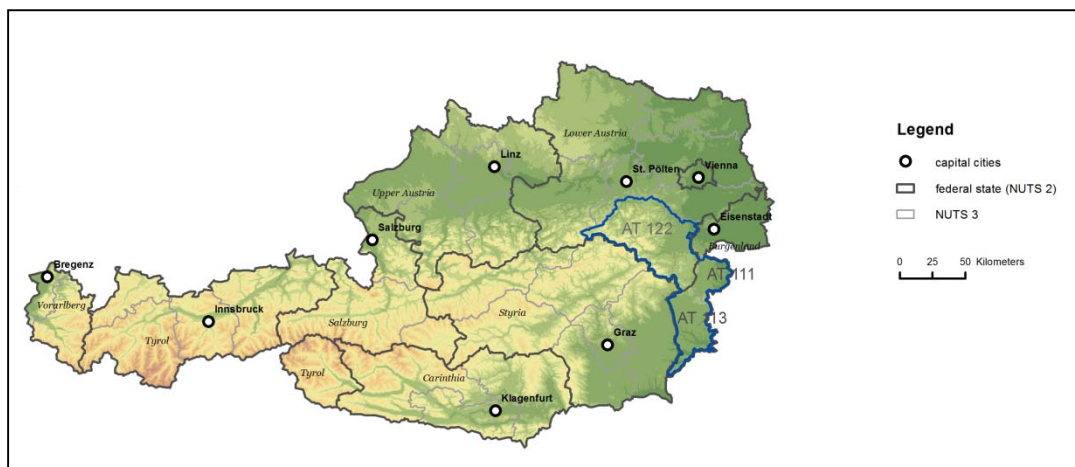 Linz
Lower Austria
St. Pölten
Vienna
Upper Austria
Salzburg
Eisenstadt
AT 122
Burgenland
Bregenz
AT 111
Vorarlberg
Innsbruck
Salzburg
Styria
AT 113
Tyrol
Graz
Tyrol
Carinthia
Klagenfurt
Legend
capital cities
federal state (NUTS 2)
NUTS 3
0 25 50 Kilometers